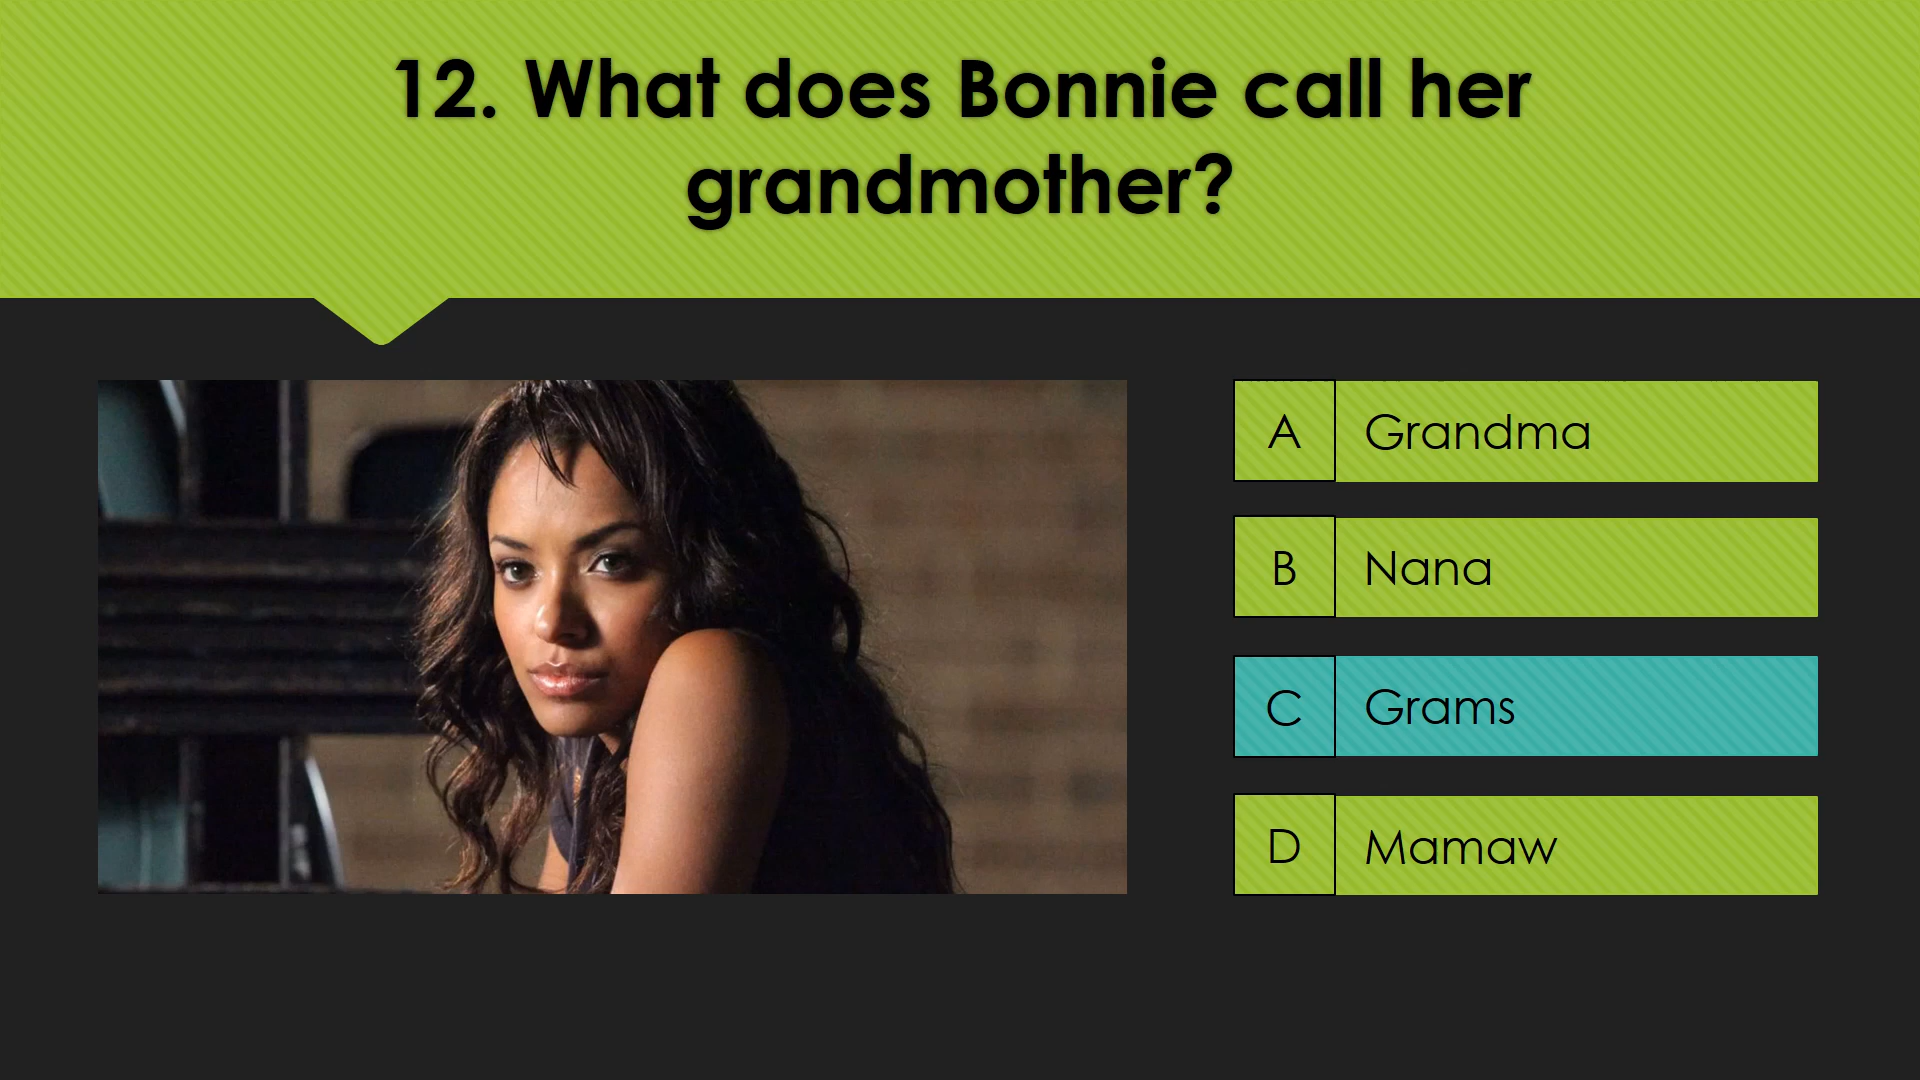 12. What does Bonnie call her
grandmother?
A Grandma
B Nana
C Grams
D Mamaw